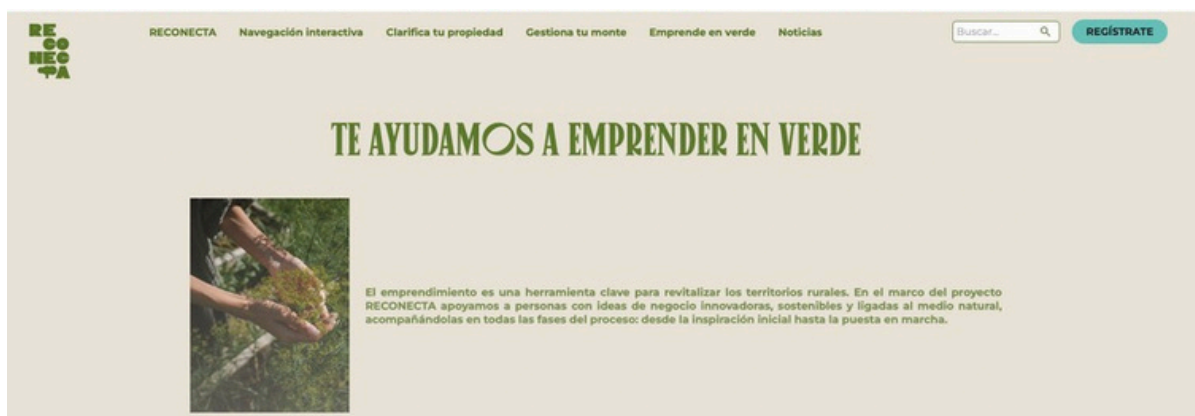 RE
CO
NEC
TA
RECONECTA Navegación interactiva Clarifica tu propiedad Gestiona tu monte Emprende en verde Noticias Buscar... REGÍSTRATE
TE AYUDAMOS A EMPRENDER EN VERDE
El emprendimiento es una herramienta clave para revitalizar los territorios rurales. En el marco del proyecto
RECONECTA apoyamos a personas con ideas de negocio innovadoras, sostenibles y ligadas al medio natural,
acompañándolas en todas las fases del proceso: desde la inspiración inicial hasta la puesta en marcha.